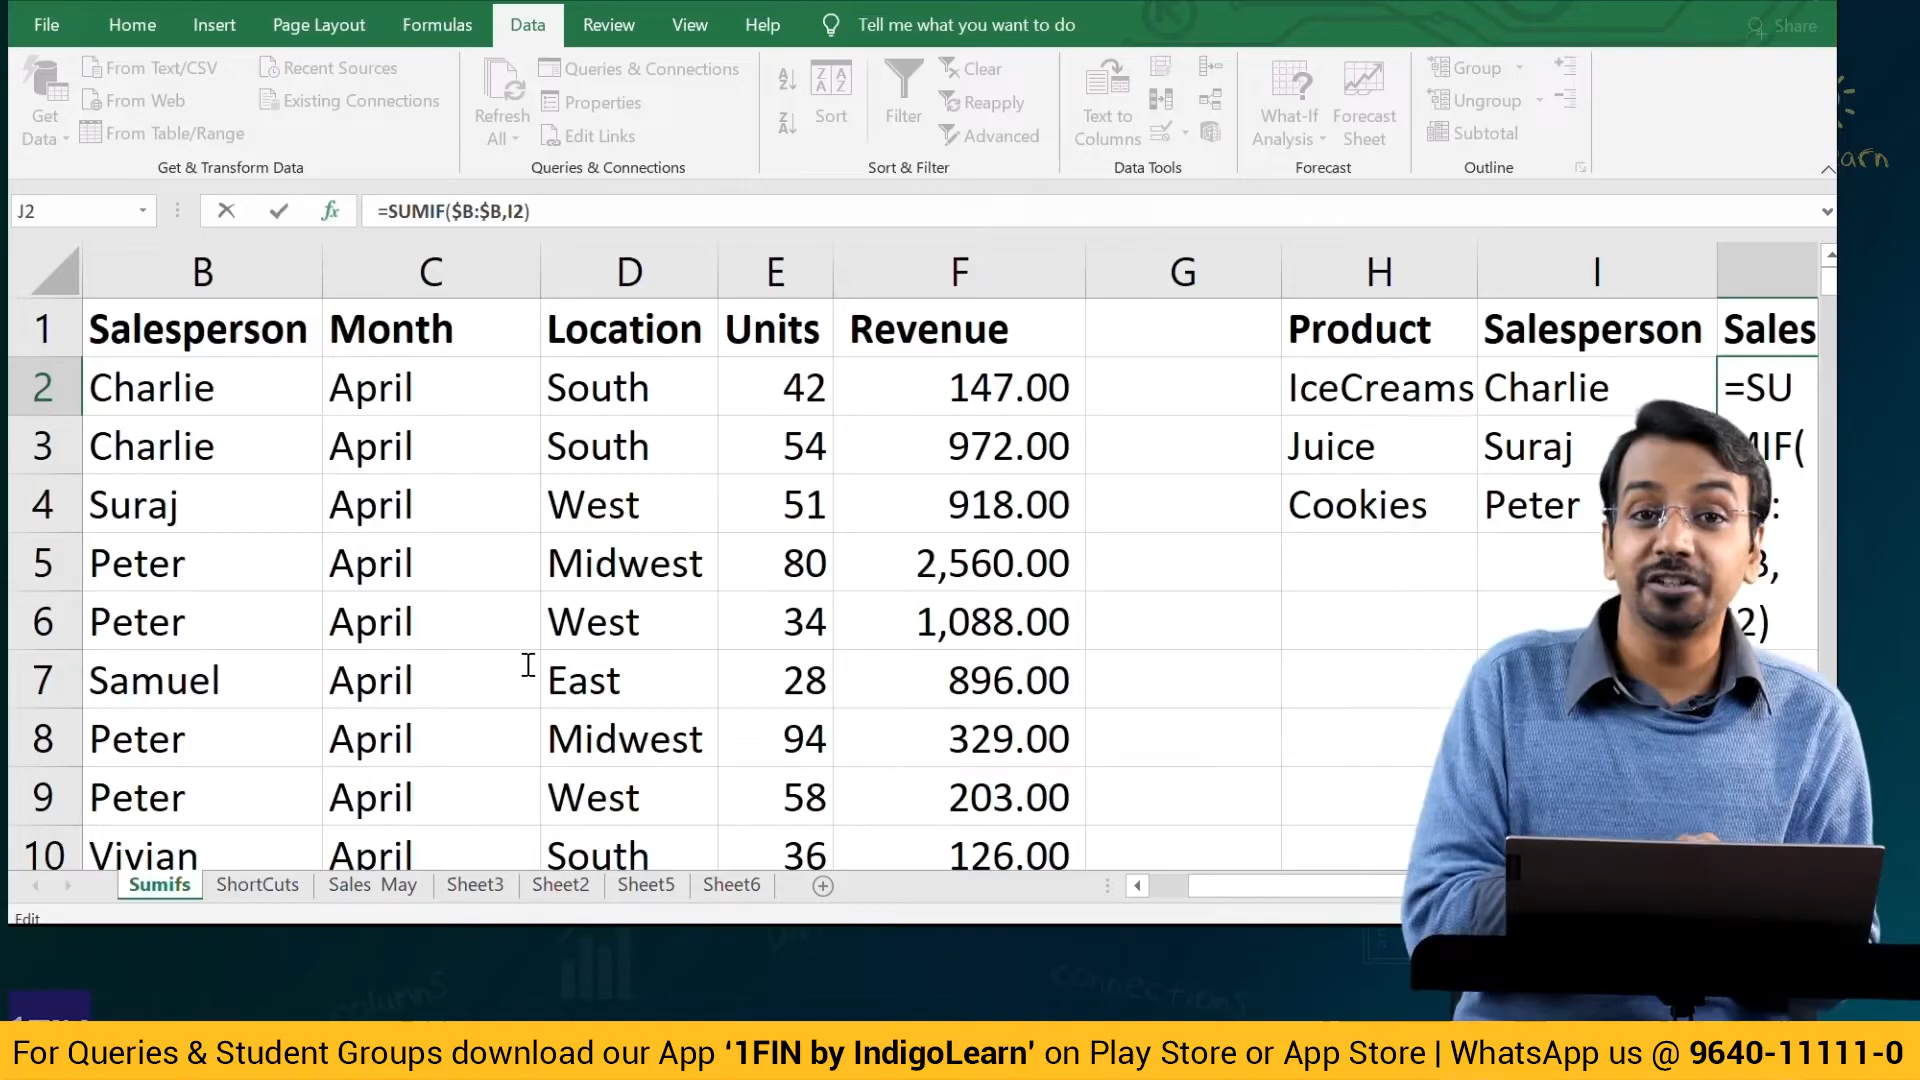 File Home Insert Page Layout Formulas Data Review View Help Tell me what you want to do Share
From Text/CSV Recent Sources Queries & Connections Clear Group
From Web Existing Connections Properties Reapply Ungroup
From Table/Range Edit Links Advanced Subtotal
Get Data Refresh All Sort Filter Text to Columns What-If Analysis Forecast Sheet
Get & Transform Data Queries & Connections Sort & Filter Data Tools Forecast Outline
arn
J2 fx =SUMIF($B:$B,I2)
B C D E F G H I
1 Salesperson Month Location Units Revenue Product Salesperson Sales
2 Charlie April South 42 147.00 IceCreams Charlie =SU
3 Charlie April South 54 972.00 Juice Suraj MIF(
4 Suraj April West 51 918.00 Cookies Peter :
5 Peter April Midwest 80 2,560.00 B,
6 Peter April West 34 1,088.00 I2)
7 Samuel April East 28 896.00
8 Peter April Midwest 94 329.00
9 Peter April West 58 203.00
10 Vivian April South 36 126.00
Sumifs ShortCuts Sales May Sheet3 Sheet2 Sheet5 Sheet6
Edit
columns connections
For Queries & Student Groups download our App ‘1FIN by IndigoLearn’ on Play Store or App Store | WhatsApp us @ 9640-11111-0